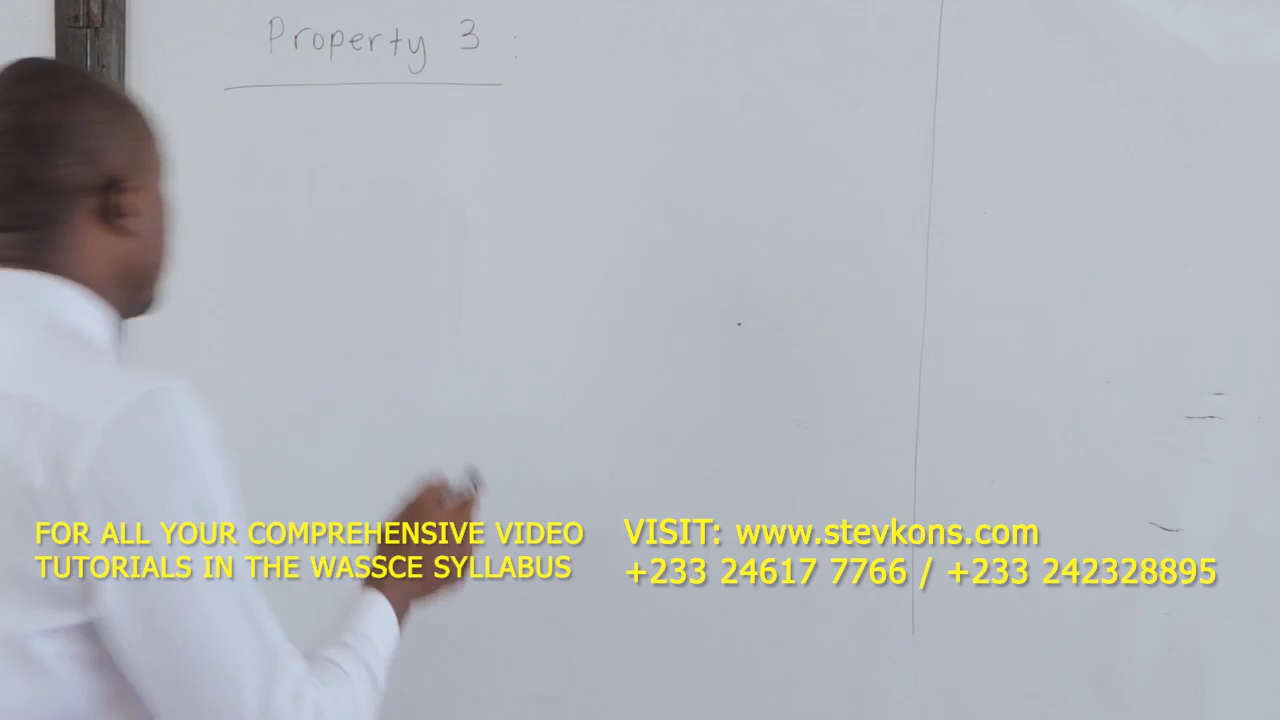 Property 3 :
FOR ALL YOUR COMPREHENSIVE VIDEO
TUTORIALS IN THE WASSCE SYLLABUS
VISIT: www.stevkons.com
+233 24617 7766 / +233 242328895